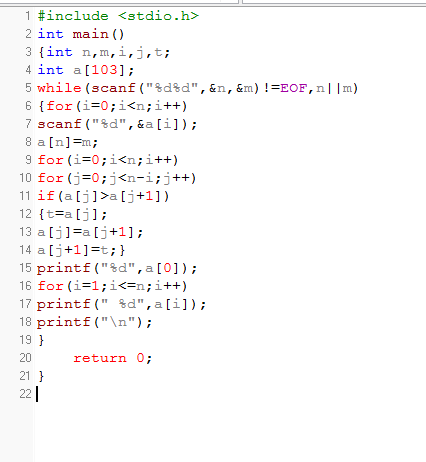 1 #include <stdio.h>
2 int main()
3 {int n,m,i,j,t;
4 int a[103];
5 while(scanf("%d%d",&n,&m)!=EOF,n||m)
6 {for(i=0;i<n;i++)
7 scanf("%d",&a[i]);
8 a[n]=m;
9 for(i=0;i<n;i++)
10 for(j=0;j<n-i;j++)
11 if(a[j]>a[j+1])
12 {t=a[j];
13 a[j]=a[j+1];
14 a[j+1]=t;}
15 printf("%d",a[0]);
16 for(i=1;i<=n;i++)
17 printf(" %d",a[i]);
18 printf("\n");
19 }
20     return 0;
21 }
22